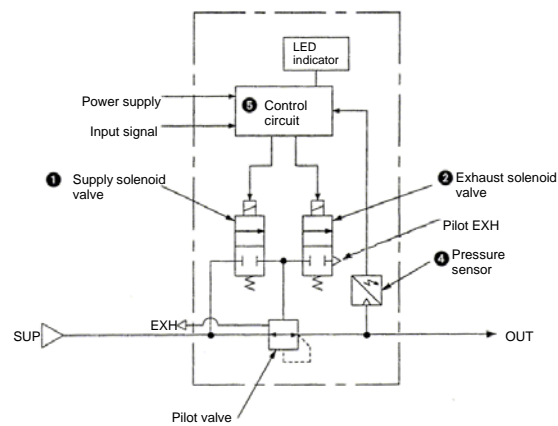 LED
indicator
Power supply
❺ Control
circuit
Input signal
❶ Supply solenoid
valve
❷ Exhaust solenoid
valve
Pilot EXH
❹ Pressure
sensor
EXH
SUP
OUT
Pilot valve